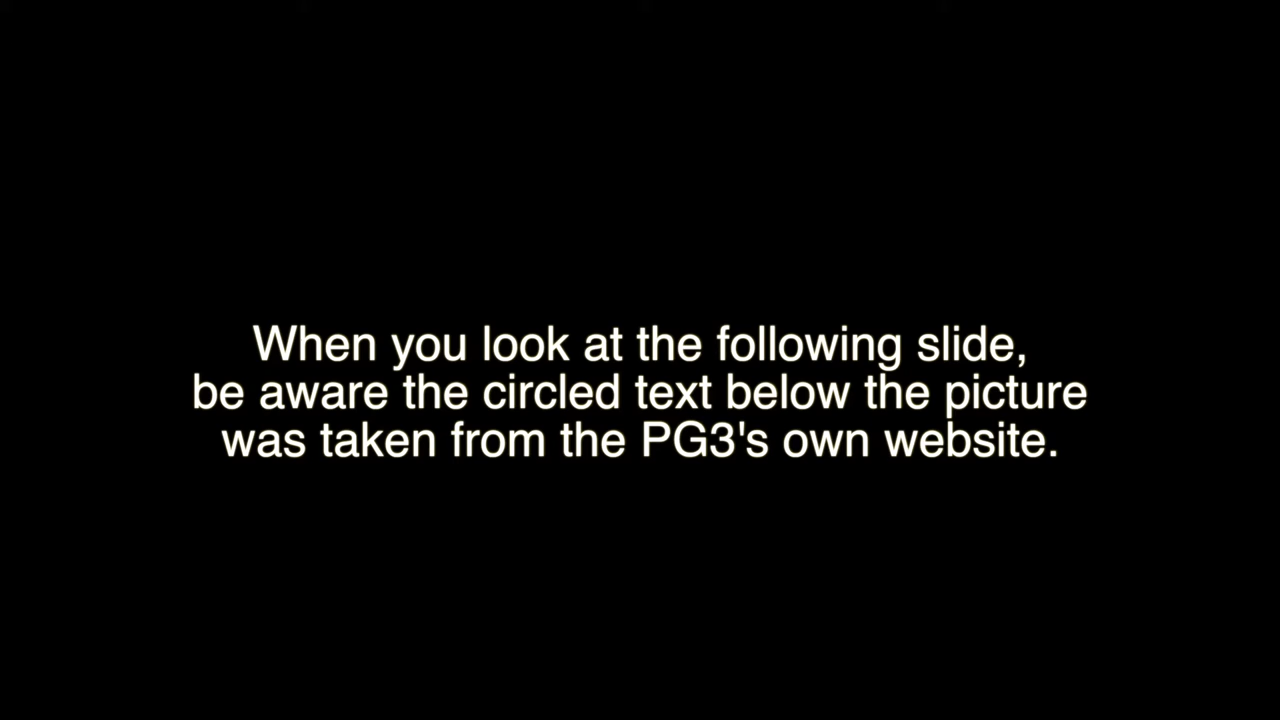 When you look at the following slide,
be aware the circled text below the picture
was taken from the PG3's own website.